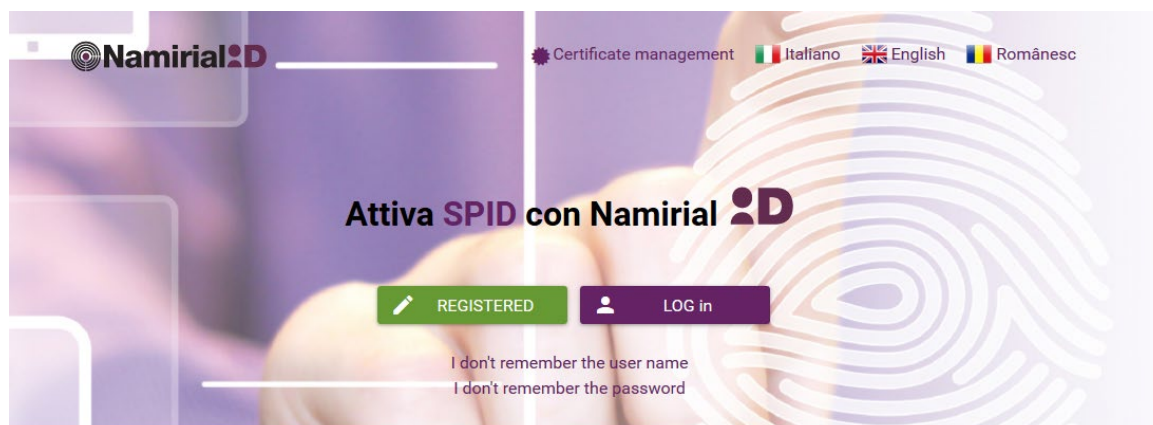 Namirial ID
Certificate management Italiano English Românesc
Attiva SPID con Namirial ID
REGISTERED LOG in
I don't remember the user name
I don't remember the password